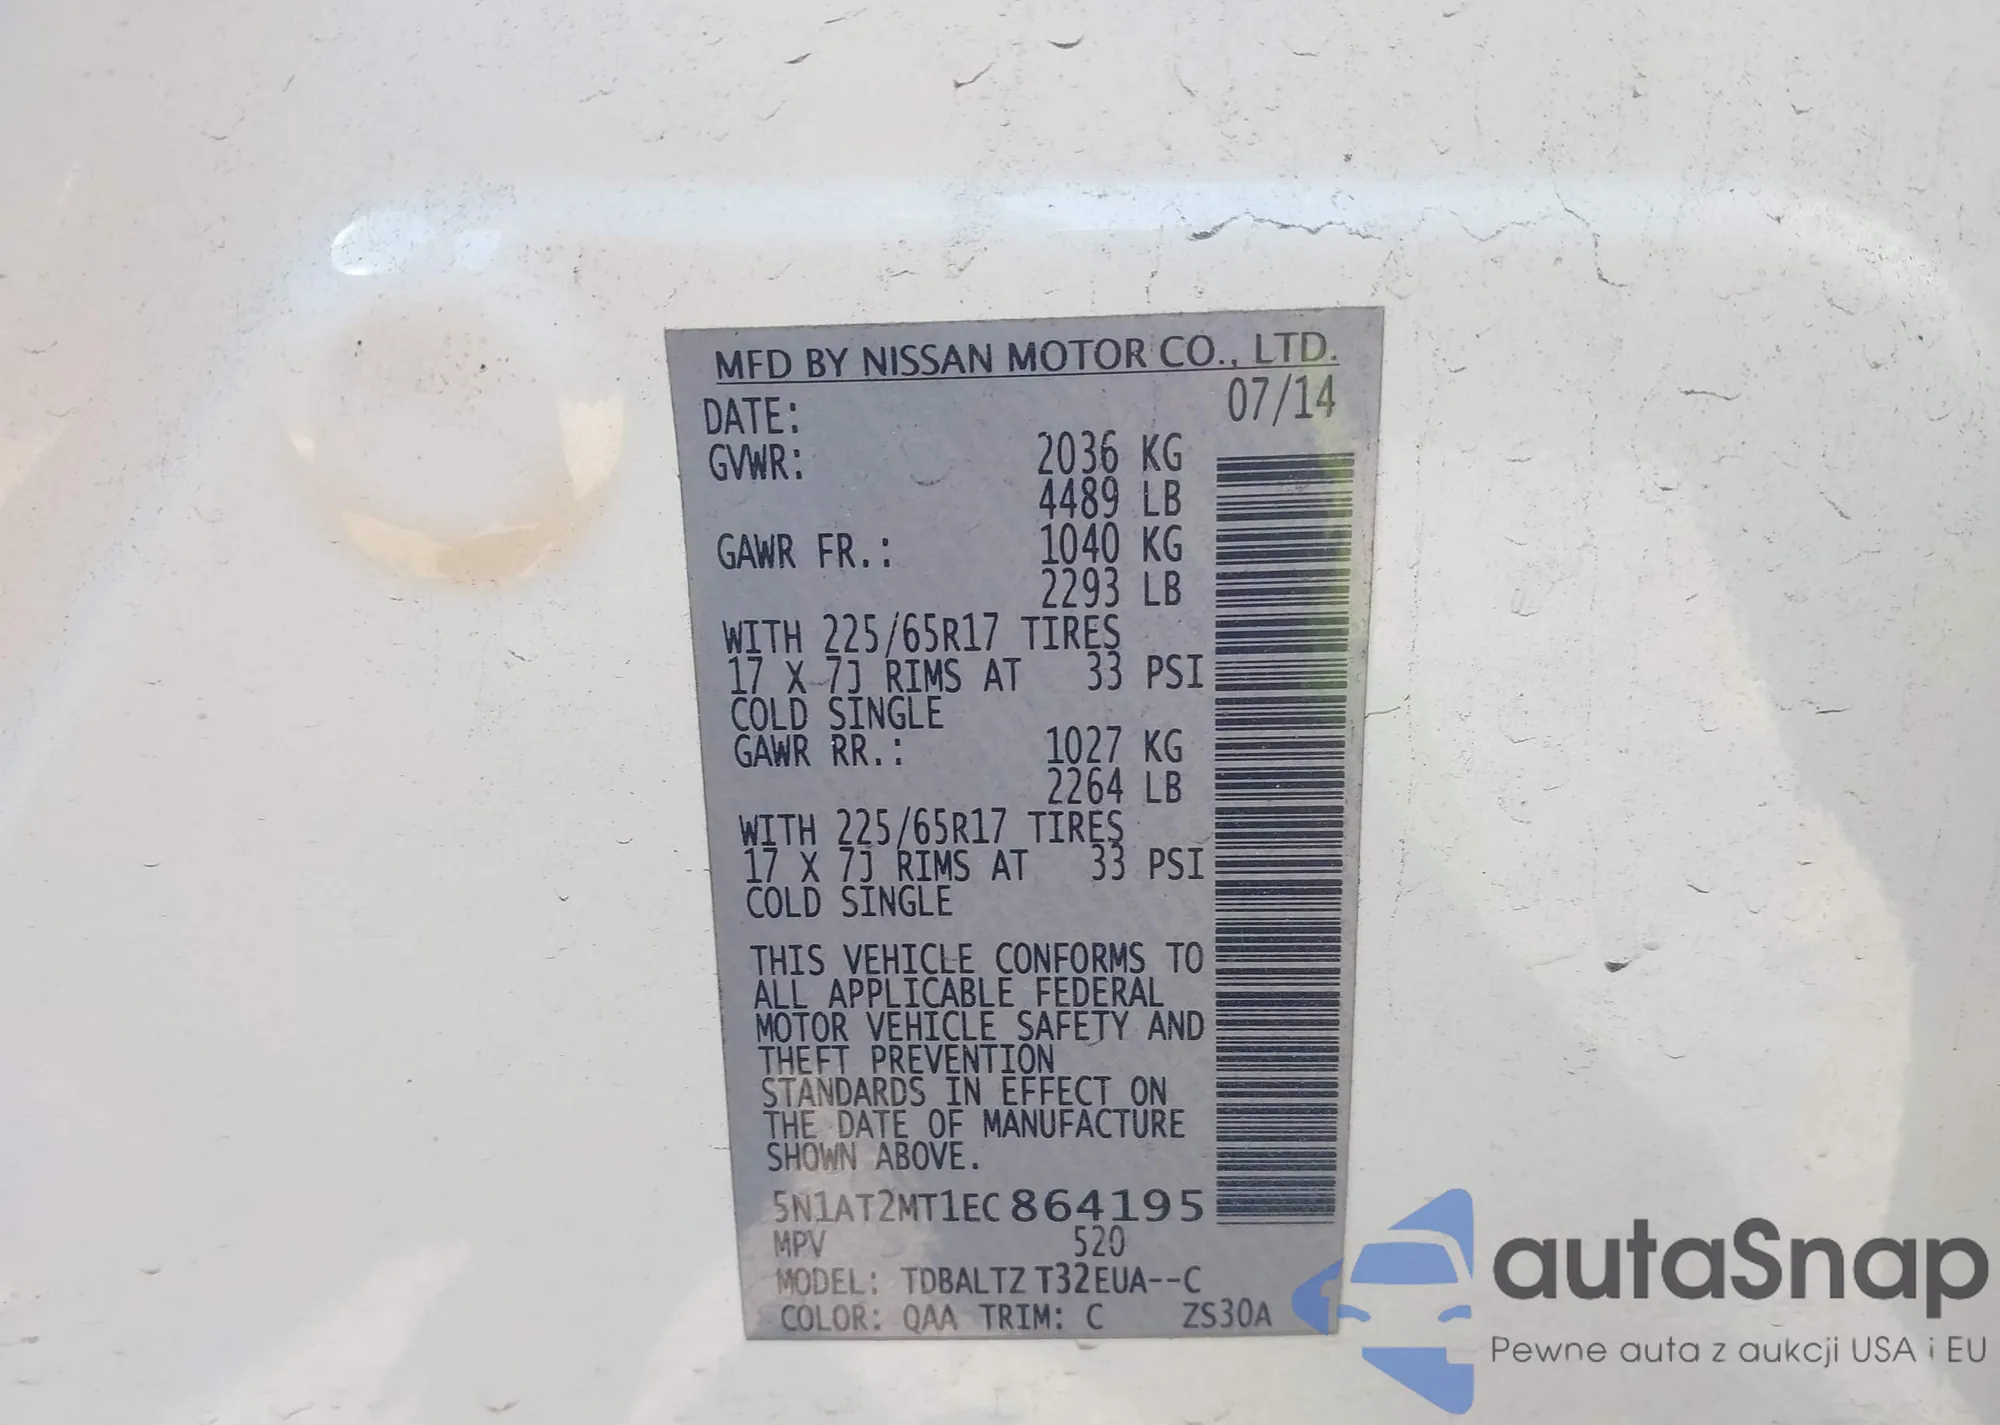 MFD BY NISSAN MOTOR CO., LTD.
DATE: 07/14
GVWR: 2036 KG
4489 LB
GAWR FR.: 1040 KG
2293 LB
WITH 225/65R17 TIRES
17 X 7J RIMS AT 33 PSI
COLD SINGLE
GAWR RR.: 1027 KG
2264 LB
WITH 225/65R17 TIRES
17 X 7J RIMS AT 33 PSI
COLD SINGLE
THIS VEHICLE CONFORMS TO
ALL APPLICABLE FEDERAL
MOTOR VEHICLE SAFETY AND
THEFT PREVENTION
STANDARDS IN EFFECT ON
THE DATE OF MANUFACTURE
SHOWN ABOVE.
5N1AT2MT1EC864195
MPV 520
MODEL: TDBALTZ T32EUA--C
COLOR: QAA TRIM: C ZS30A
autaSnap
Pewne auta z aukcji USA i EU